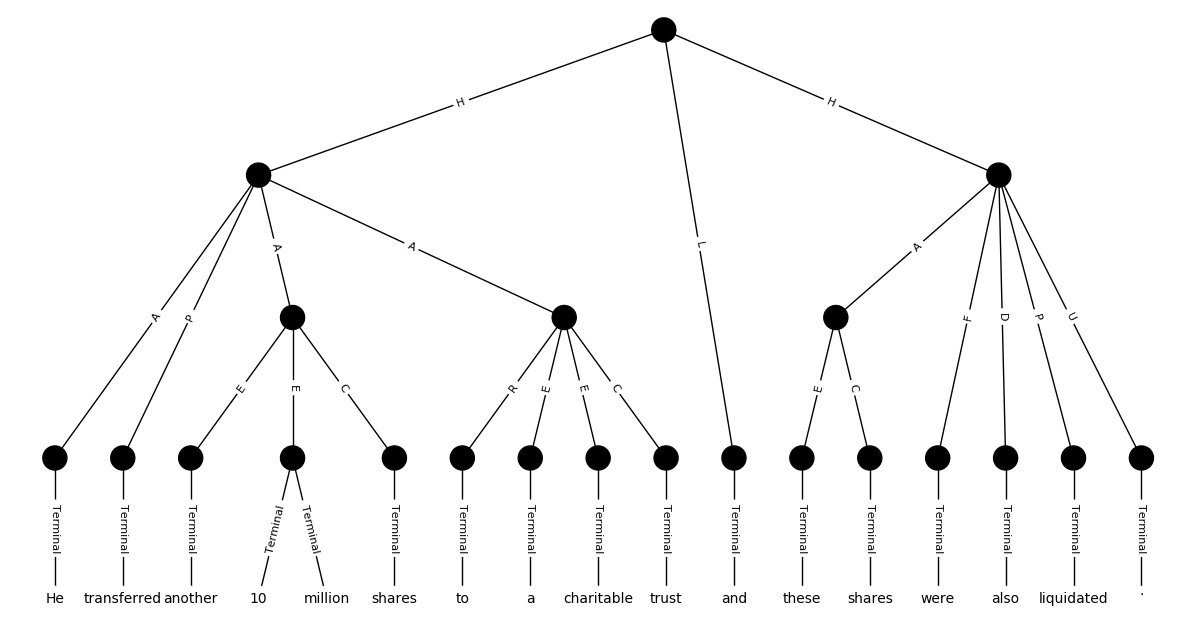 H H
L
A P A A A F D P U
E E C R E E C E C
Terminal Terminal Terminal Terminal Terminal Terminal Terminal Terminal Terminal Terminal Terminal Terminal Terminal Terminal Terminal Terminal Terminal
He transferred another 10 million shares to a charitable trust and these shares were also liquidated .